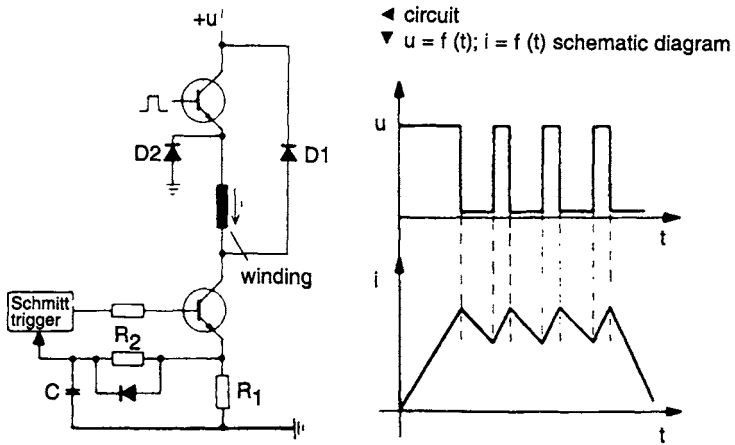 +u
◄ circuit
▼ u = f (t); i = f (t) schematic diagram
D2
D1
i
winding
Schmitt
trigger
R2
C
R1
u
t
i
t